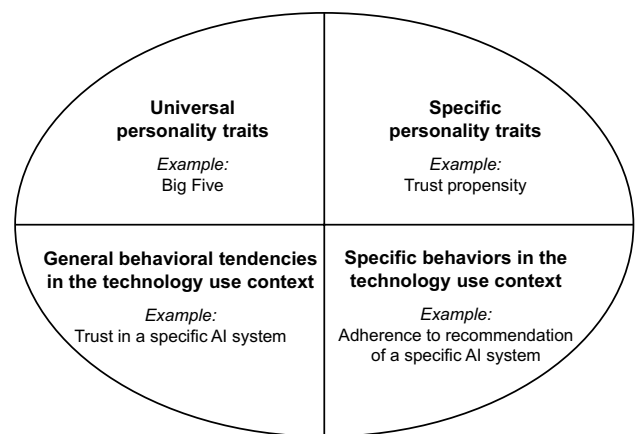 Universal
personality traits
Example:
Big Five
Specific
personality traits
Example:
Trust propensity
General behavioral tendencies
in the technology use context
Example:
Trust in a specific AI system
Specific behaviors in the
technology use context
Example:
Adherence to recommendation
of a specific AI system